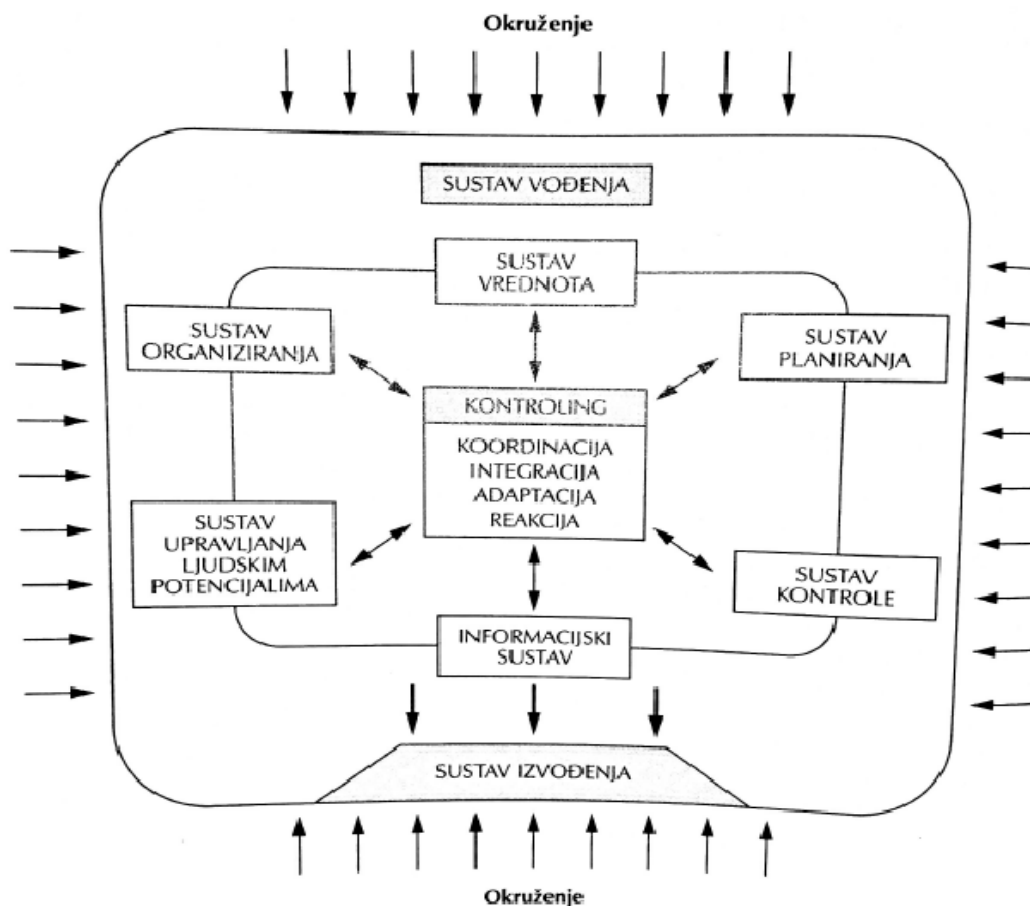 Okruženje
SUSTAV VOĐENJA
SUSTAV
VREDNOTA
SUSTAV
ORGANIZIRANJA
SUSTAV
PLANIRANJA
KONTROLING
KOORDINACIJA
INTEGRACIJA
ADAPTACIJA
REAKCIJA
SUSTAV
UPRAVLJANJA
LJUDSKIM
POTENCIJALIMA
SUSTAV
KONTROLE
INFORMACIJSKI
SUSTAV
SUSTAV IZVOĐENJA
Okruženje